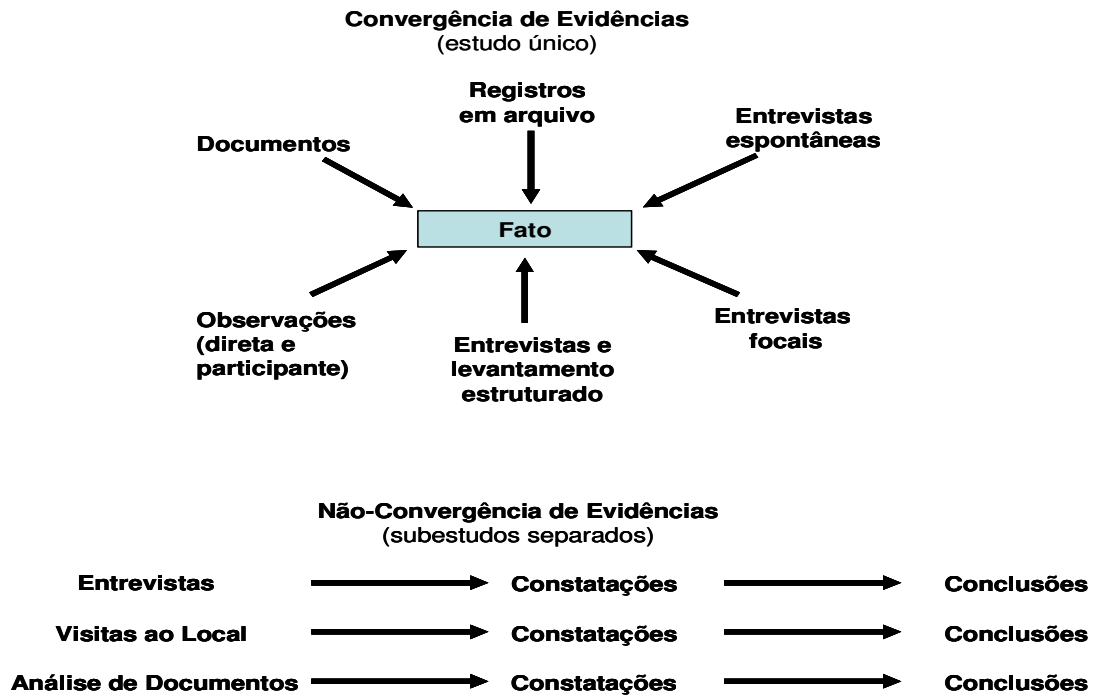 Convergência de Evidências
(estudo único)
Registros
em arquivo
Documentos
Entrevistas
espontâneas
Fato
Observações
(direta e
participante)
Entrevistas e
levantamento
estruturado
Entrevistas
focais
Não-Convergência de Evidências
(subestudos separados)
Entrevistas Constatações Conclusões
Visitas ao Local Constatações Conclusões
Análise de Documentos Constatações Conclusões